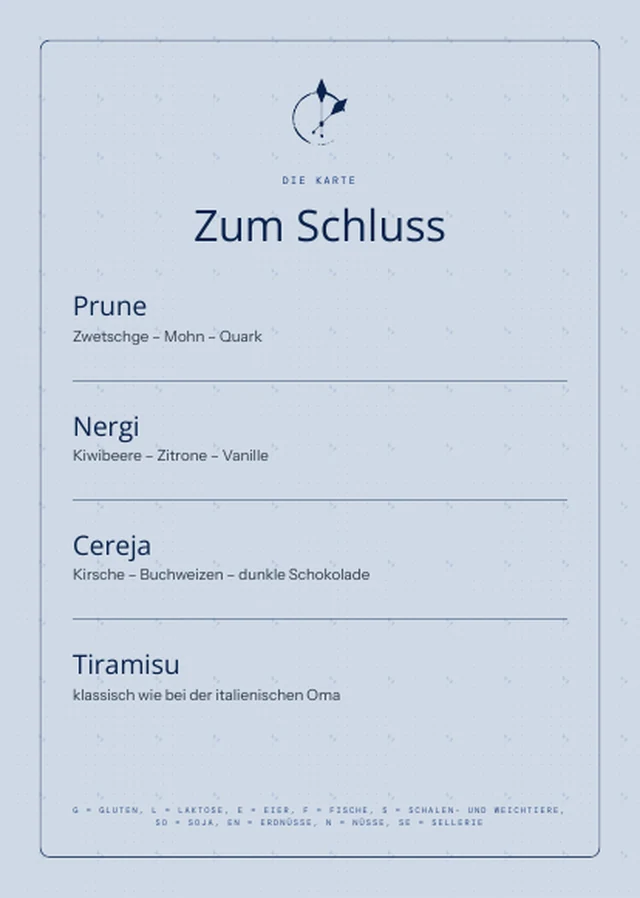 DIE KARTE
Zum Schluss
Prune
Zwetschge – Mohn – Quark
Nergi
Kiwibeere – Zitrone – Vanille
Cereja
Kirsche – Buchweizen – dunkle Schokolade
Tiramisu
klassisch wie bei der italienischen Oma
G = GLUTEN, L = LAKTOSE, E = EIER, F = FISCHE, S = SCHALEN- UND WEICHTIERE,
SO = SOJA, EN = ERDNÜSSE, N = NÜSSE, SE = SELLERIE